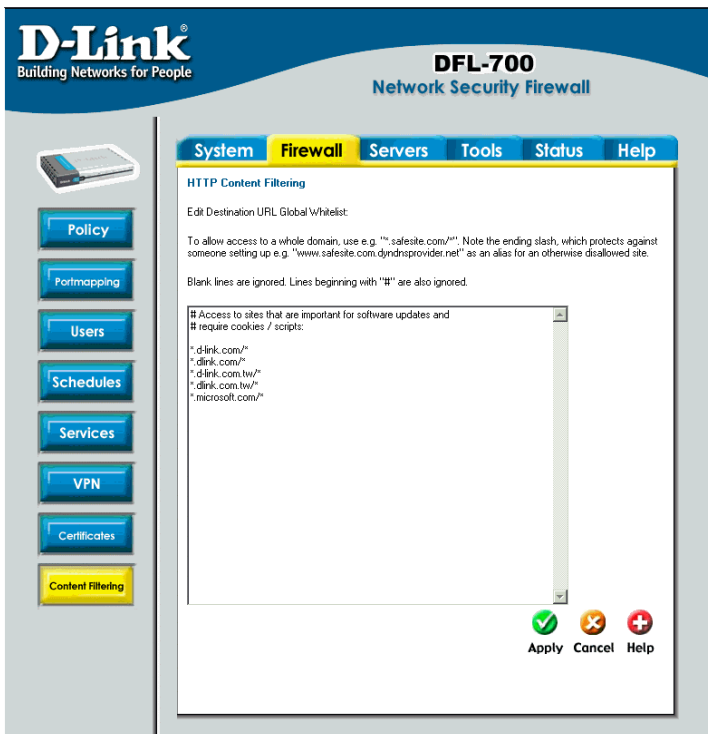 D-Link®
Building Networks for People
DFL-700
Network Security Firewall
System Firewall Servers Tools Status Help
Policy
Portmapping
Users
Schedules
Services
VPN
Certificates
Content Filtering
HTTP Content Filtering
Edit Destination URL Global Whitelist:
To allow access to a whole domain, use e.g. "*.safesite.com/*". Note the ending slash, which protects against
someone setting up e.g. "www.safesite.com.dyndnsprovider.net" as an alias for an otherwise disallowed site.
Blank lines are ignored. Lines beginning with "#" are also ignored.
# Access to sites that are important for software updates and
# require cookies / scripts:
*.d-link.com/*
*.dlink.com/*
*.d-link.com.tw/*
*.dlink.com.tw/*
*.microsoft.com/*
Apply Cancel Help